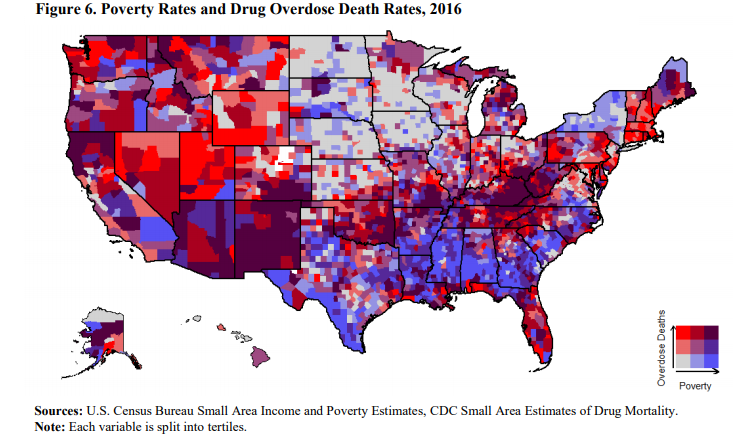 Figure 6. Poverty Rates and Drug Overdose Death Rates, 2016
Overdose Deaths
Poverty
Sources: U.S. Census Bureau Small Area Income and Poverty Estimates, CDC Small Area Estimates of Drug Mortality.
Note: Each variable is split into tertiles.